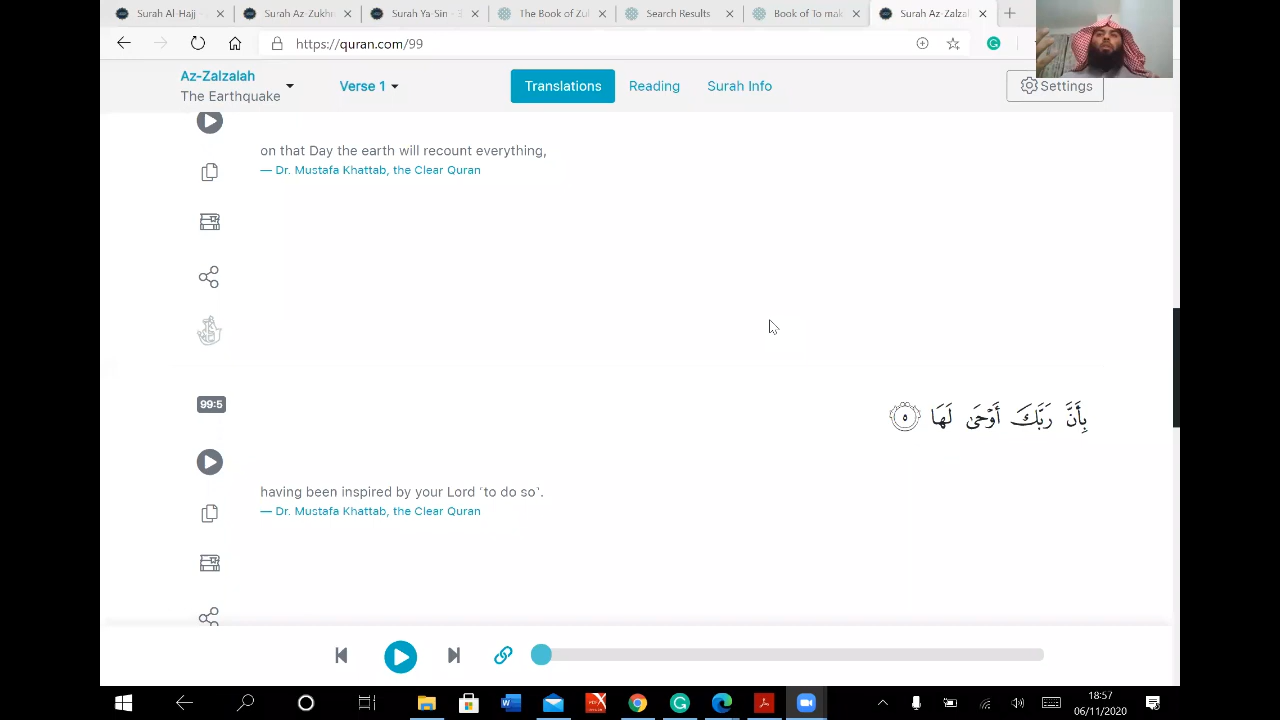 Surah Al-Hajj -
Surah Az-Zukhr
Surah Ya-Sin - 
The Book of Zul
Search Results
Book of To mak
Surah Az-Zalzal
https://quran.com/99
Az-Zalzalah
The Earthquake
Verse 1
Translations
Reading
Surah Info
Settings
on that Day the earth will recount everything,
— Dr. Mustafa Khattab, the Clear Quran
99:5
بِأَنَّ رَبَّكَ أَوْحَىٰ لَهَا ٥
having been inspired by your Lord ˹to do so˺.
— Dr. Mustafa Khattab, the Clear Quran
18:57
06/11/2020